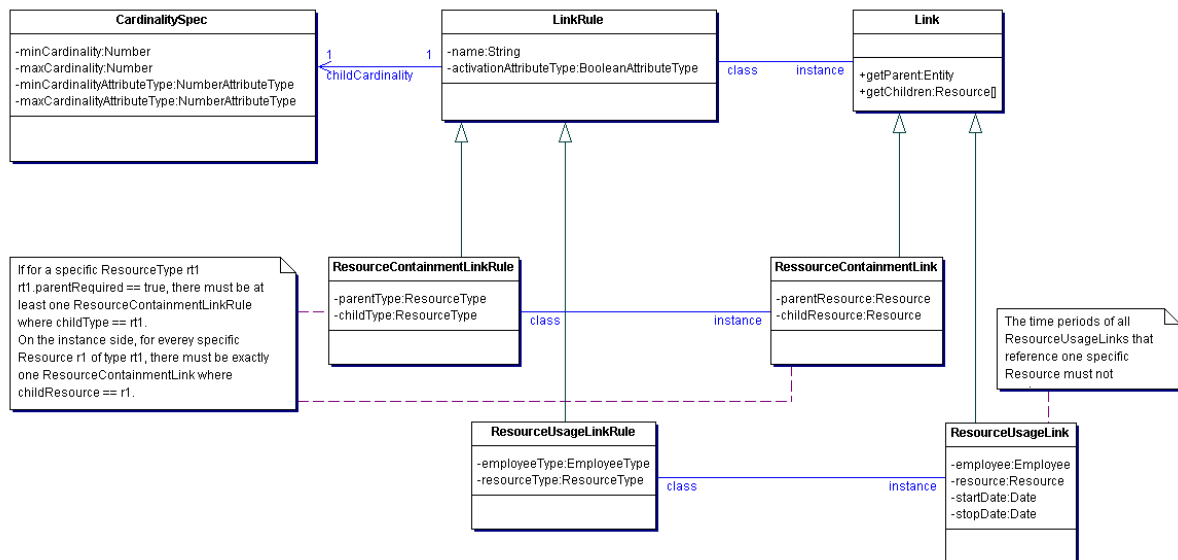 CardinalitySpec
-minCardinality:Number
-maxCardinality:Number
-minCardinalityAttributeType:NumberAttributeType
-maxCardinalityAttributeType:NumberAttributeType
1
1
childCardinality
LinkRule
-name:String
-activationAttributeType:BooleanAttributeType
class
instance
Link
+getParent:Entity
+getChildren:Resource[]
If for a specific ResourceType rt1
rt1.parentRequired == true, there must be at
least one ResourceContainmentLinkRule
where childType == rt1.
On the instance side, for everey specific
Resource r1 of type rt1, there must be exactly
one ResourceContainmentLink where
childResource == r1.
ResourceContainmentLinkRule
-parentType:ResourceType
-childType:ResourceType
class
instance
RessourceContainmentLink
-parentResource:Resource
-childResource:Resource
The time periods of all
ResourceUsageLinks that
reference one specific
Resource must not
ResourceUsageLinkRule
-employeeType:EmployeeType
-resourceType:ResourceType
class
instance
ResourceUsageLink
-employee:Employee
-resource:Resource
-startDate:Date
-stopDate:Date